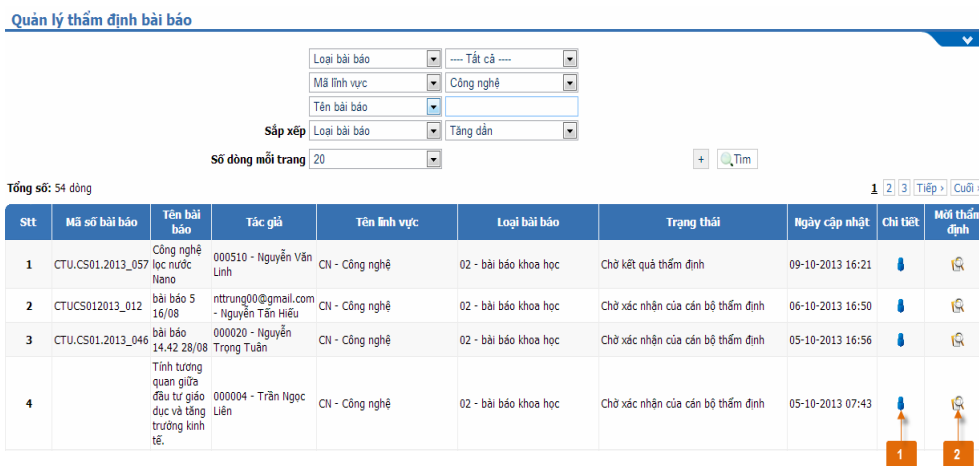 Quản lý thẩm định bài báo
Loại bài báo ---- Tất cả ----
Mã lĩnh vực Công nghệ
Tên bài báo
Sắp xếp Loại bài báo Tăng dần
Số dòng mỗi trang 20 + Tìm
Tổng số: 54 dòng 1 2 3 Tiếp › Cuối ›
Stt Mã số bài báo Tên bài báo Tác giả Tên lĩnh vực Loại bài báo Trạng thái Ngày cập nhật Chi tiết Mời thẩm định
1 CTU.CS01.2013_057 Công nghệ lọc nước Nano 000510 - Nguyễn Văn Linh CN - Công nghệ 02 - bài báo khoa học Chờ kết quả thẩm định 09-10-2013 16:21
2 CTUCS012013_012 bài báo 5 16/08 nttrung00@gmail.com - Nguyễn Tấn Hiếu CN - Công nghệ 02 - bài báo khoa học Chờ xác nhận của cán bộ thẩm định 06-10-2013 16:50
3 CTU.CS01.2013_046 bài báo 14.42 28/08 000020 - Nguyễn Trọng Tuân CN - Công nghệ 02 - bài báo khoa học Chờ xác nhận của cán bộ thẩm định 05-10-2013 16:56
4 Tính tương quan giữa đầu tư giáo dục và tăng trưởng kinh tế. 000004 - Trần Ngọc Liên CN - Công nghệ 02 - bài báo khoa học Chờ xác nhận của cán bộ thẩm định 05-10-2013 07:43
1 2